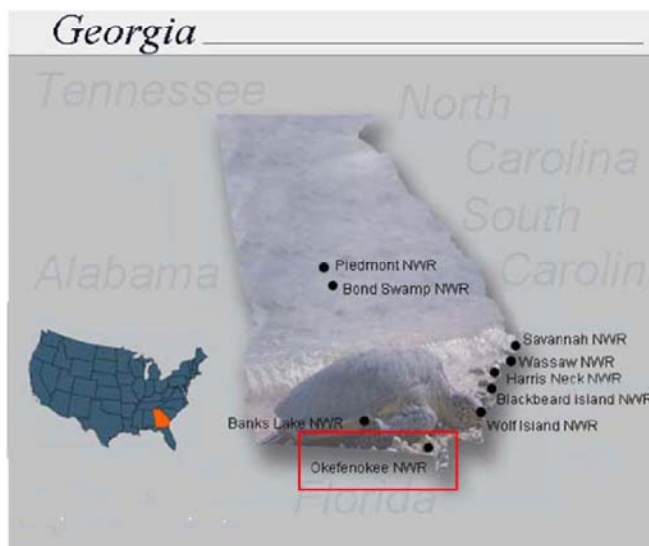 Georgia
Tennessee
North
Carolina
South
Carolin
Alabama
Piedmont NWR
Bond Swamp NWR
Savannah NWR
Wassaw NWR
Harris Neck NWR
Blackbeard Island NWR
Wolf Island NWR
Banks Lake NWR
Okefenokee NWR
Florida